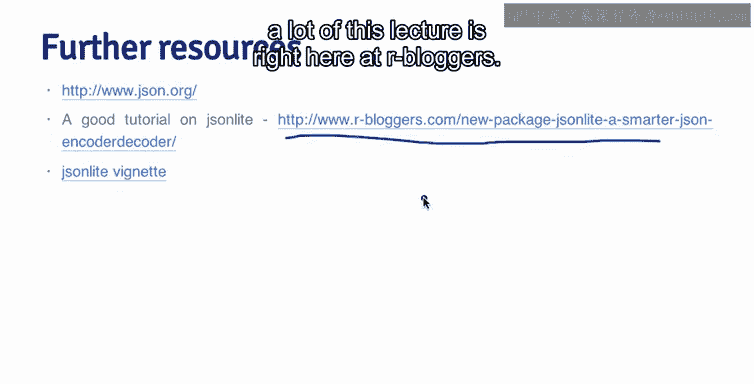 a lot of this lecture is
Further resources
right here at r-bloggers.
· http://www.json.org/
· A good tutorial on jsonlite - http://www.r-bloggers.com/new-package-jsonlite-a-smarter-json-
encoderdecoder/
· jsonlite vignette